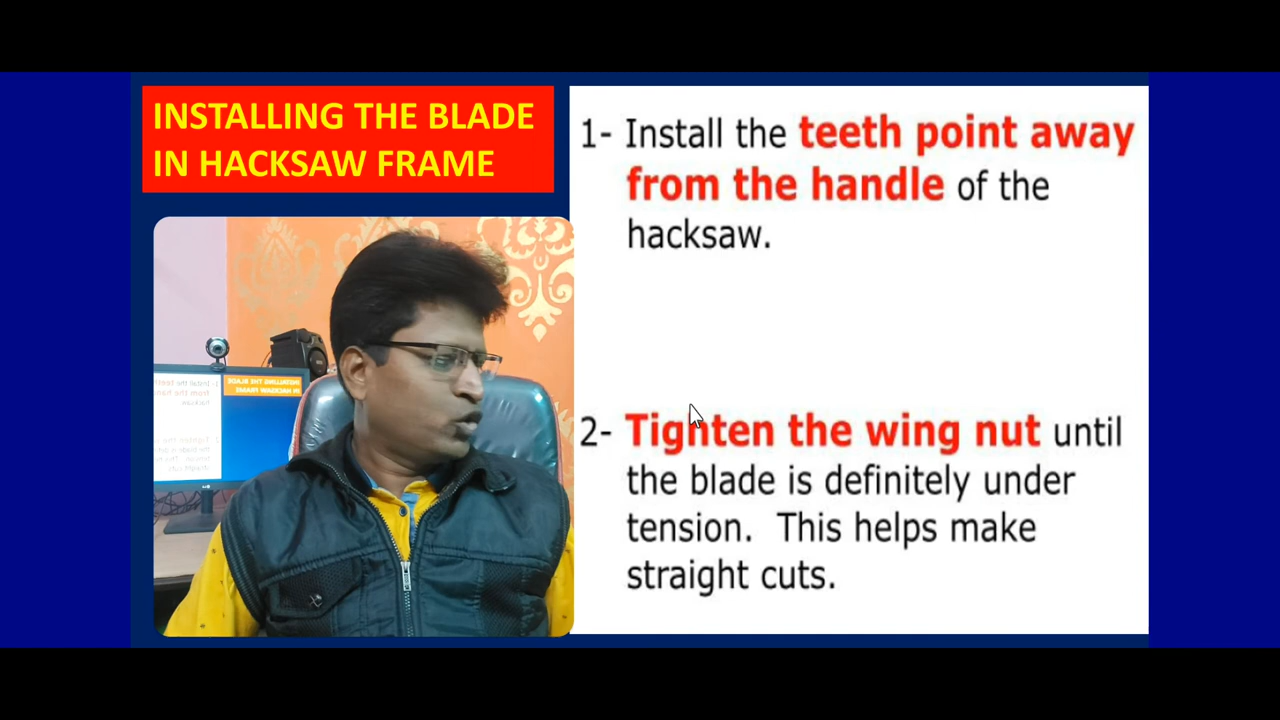 INSTALLING THE BLADE
IN HACKSAW FRAME
1- Install the teeth point away
from the handle of the
hacksaw.
2- Tighten the wing nut until
the blade is definitely under
tension. This helps make
straight cuts.